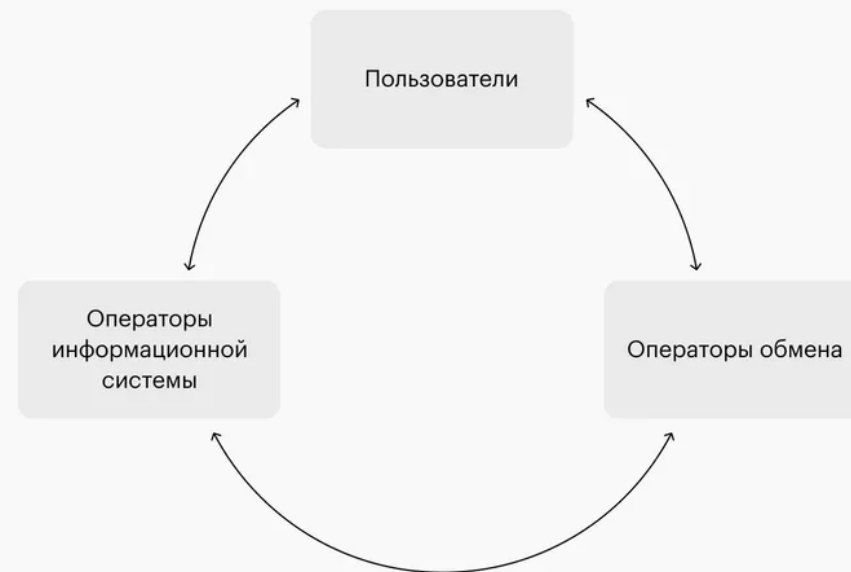 Пользователи
Операторы
информационной
системы
Операторы обмена